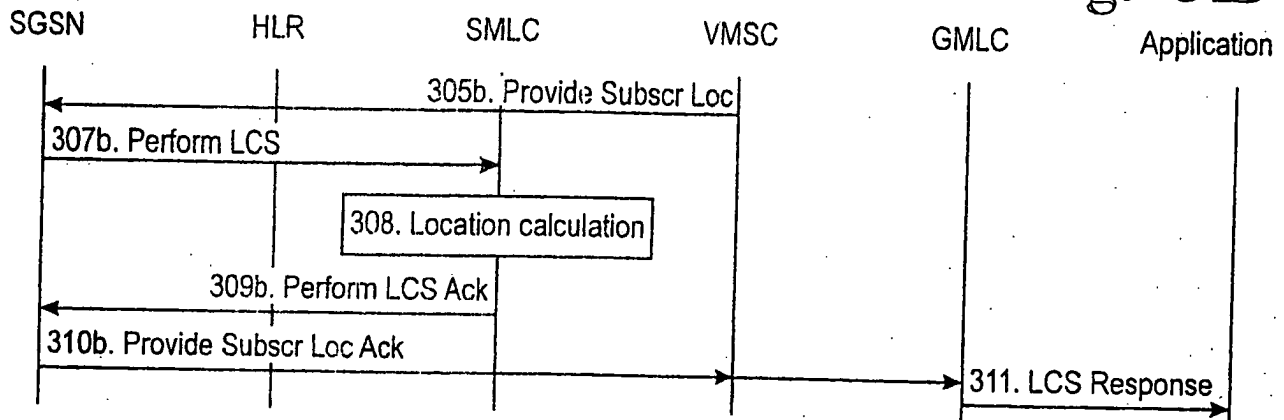 SGSN HLR SMLC VMSC GMLC Application
305b. Provide Subscr Loc
307b. Perform LCS
308. Location calculation
309b. Perform LCS Ack
310b. Provide Subscr Loc Ack
311. LCS Response